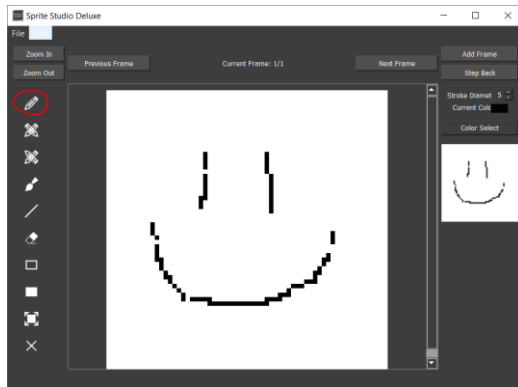 Sprite Studio Deluxe
File
Zoom In
Zoom Out
Previous Frame
Current Frame: 1/1
Next Frame
Add Frame
Step Back
Stroke Diamet 5
Current Colc
Color Select